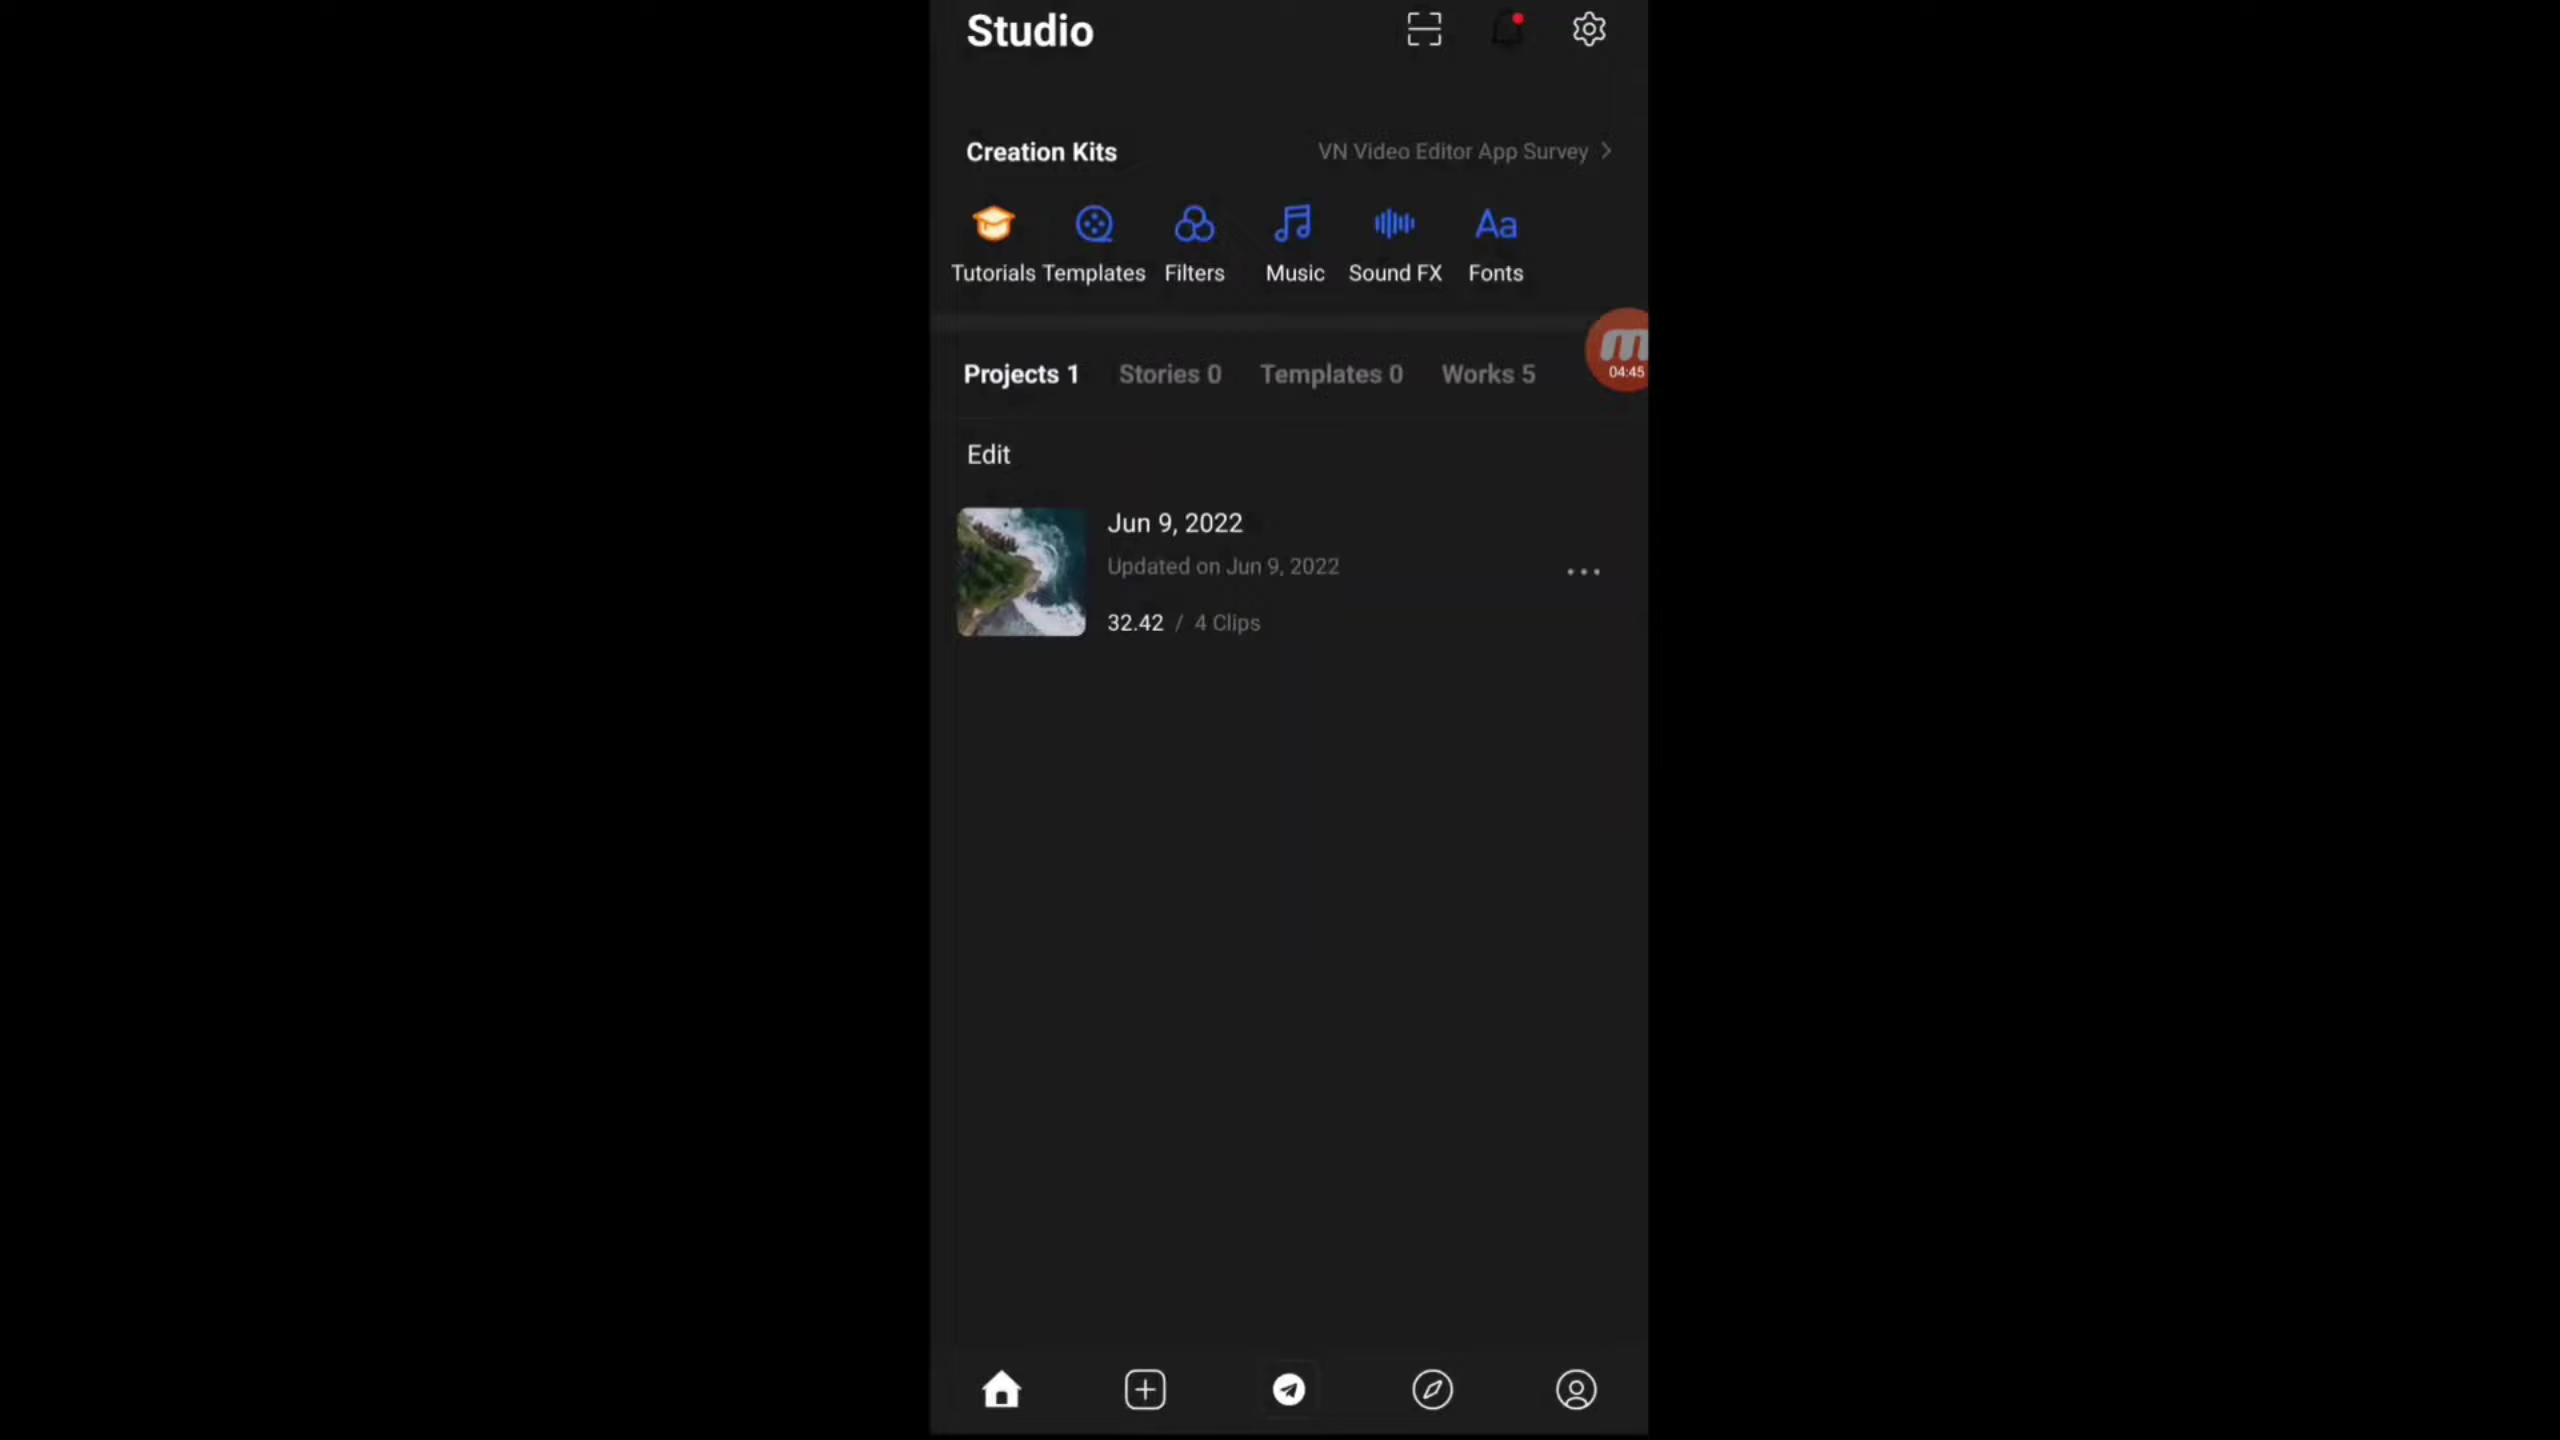 Studio
Creation Kits
VN Video Editor App Survey
Tutorials Templates Filters Music Sound FX Fonts
Aa
Projects 1 Stories 0 Templates 0 Works 5
04:45
Edit
Jun 9, 2022
Updated on Jun 9, 2022
32.42 / 4 Clips